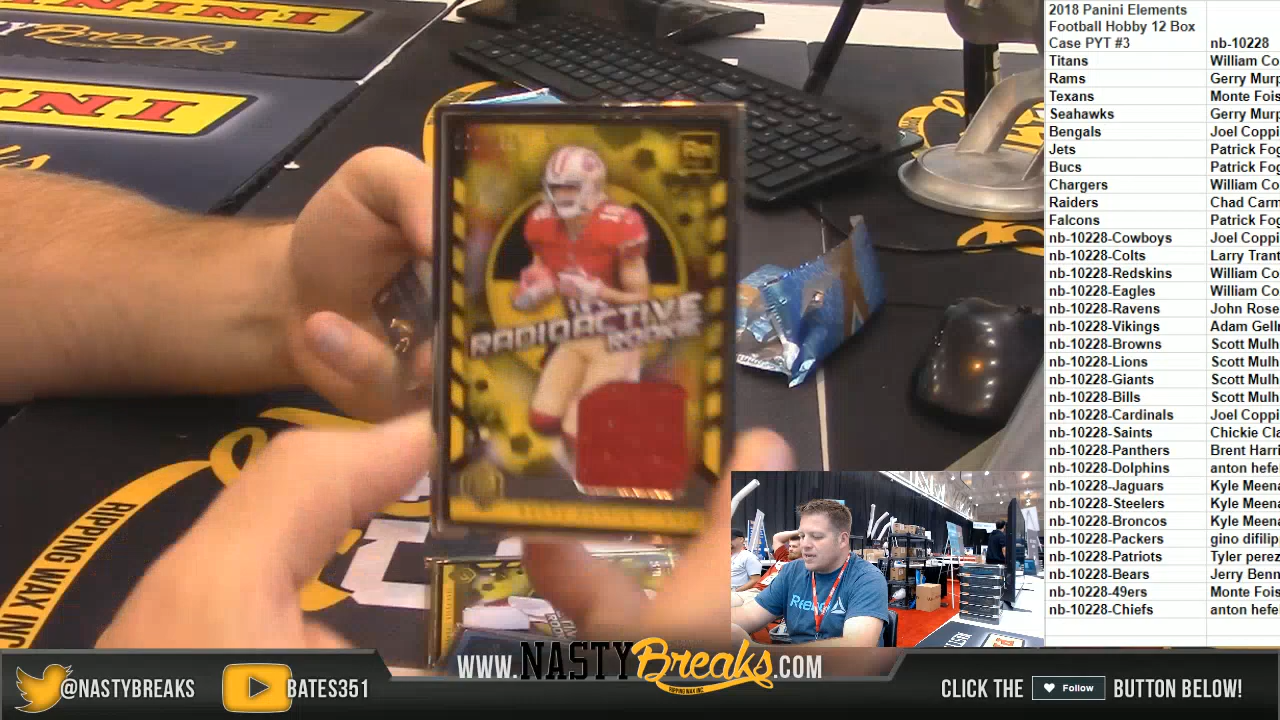 PANINI
Breaks
PANINI
RADIOACTIVE
ROOKIE
RIPPING WAX INC
Reebok
2018 Panini Elements
Football Hobby 12 Box
Case PYT #3 nb-10228
Titans William Co
Rams Gerry Murp
Texans Monte Fois
Seahawks Gerry Murp
Bengals Joel Coppi
Jets Patrick Fog
Bucs Patrick Fog
Chargers William Co
Raiders Chad Carm
Falcons Patrick Fog
nb-10228-Cowboys Joel Coppi
nb-10228-Colts Larry Trant
nb-10228-Redskins William Co
nb-10228-Eagles William Co
nb-10228-Ravens John Rose
nb-10228-Vikings Adam Gell
nb-10228-Browns Scott Mulh
nb-10228-Lions Scott Mulh
nb-10228-Giants Scott Mulh
nb-10228-Bills Scott Mulh
nb-10228-Cardinals Joel Coppi
nb-10228-Saints Chickie Cla
nb-10228-Panthers Brent Harri
nb-10228-Dolphins anton hefe
nb-10228-Jaguars Kyle Meena
nb-10228-Steelers Kyle Meena
nb-10228-Broncos Kyle Meena
nb-10228-Packers gino difilip
nb-10228-Patriots Tyler perez
nb-10228-Bears Jerry Benn
nb-10228-49ers Monte Fois
nb-10228-Chiefs anton hefe
@NASTYBREAKS
BATES351
WWW.NASTYBreaks.COM
RIPPING WAX INC
CLICK THE Follow BUTTON BELOW!